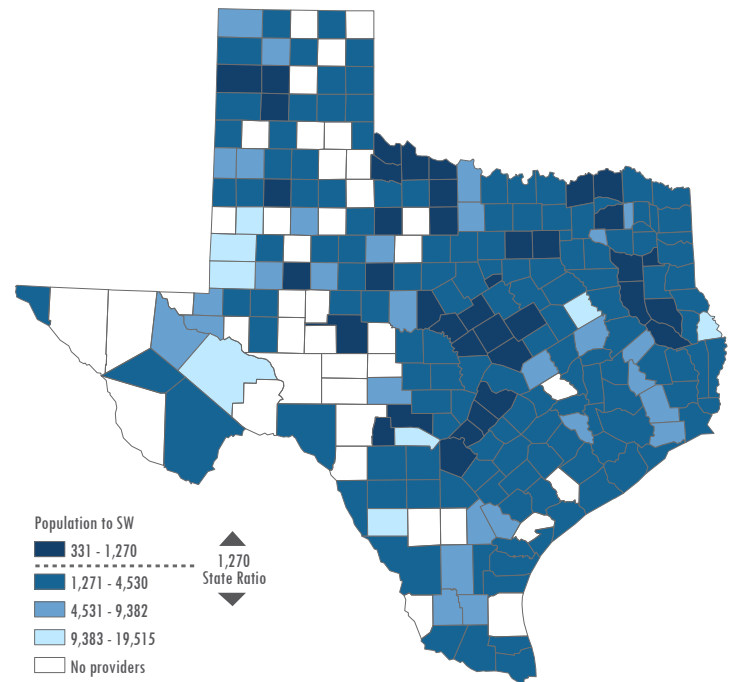 Population to SW
331 - 1,270
1,270
State Ratio
1,271 - 4,530
4,531 - 9,382
9,383 - 19,515
No providers